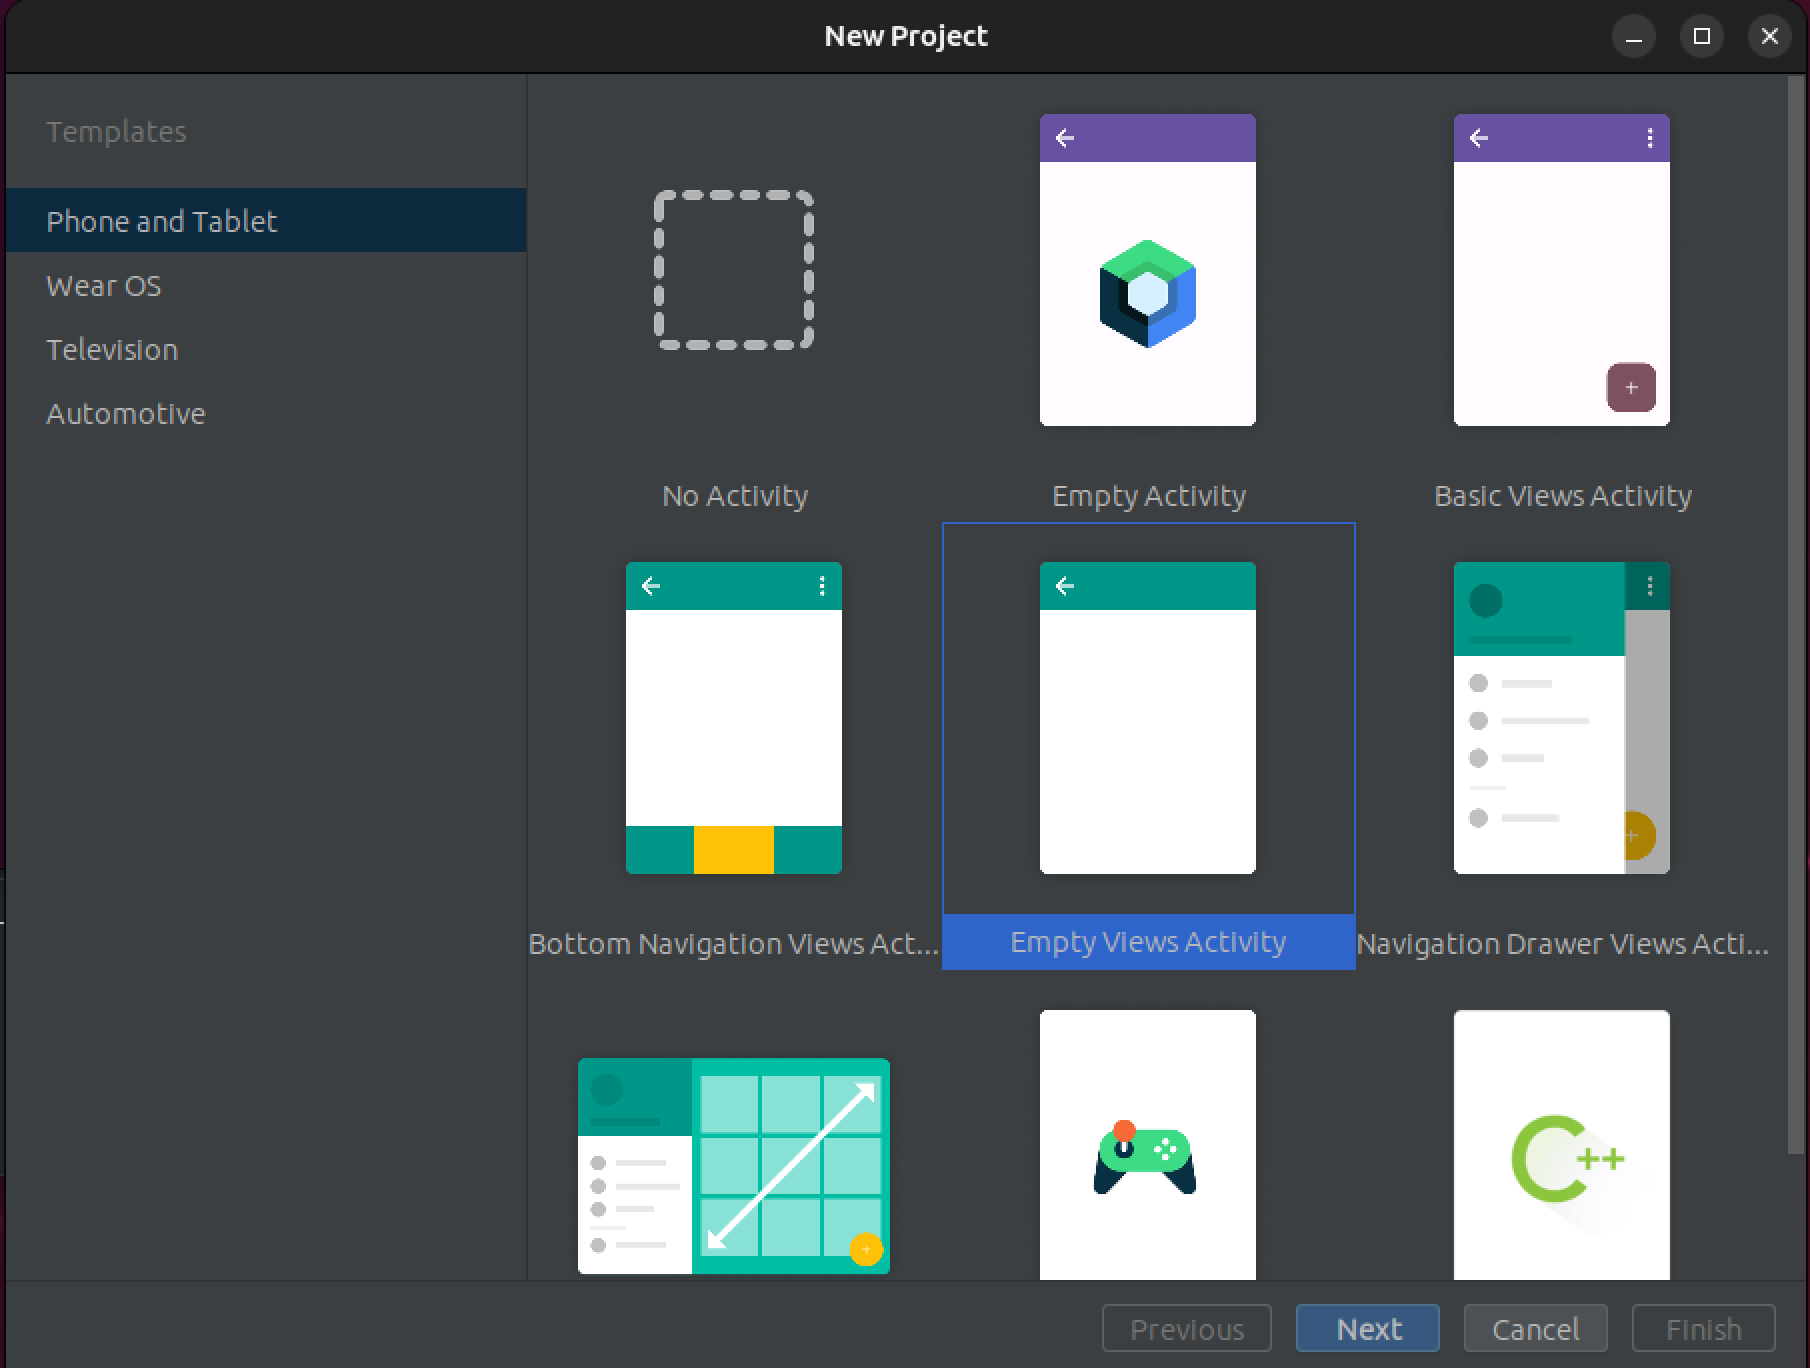 New Project
Templates
Phone and Tablet
Wear OS
Television
Automotive
No Activity
Empty Activity
Basic Views Activity
Bottom Navigation Views Act...
Empty Views Activity
Navigation Drawer Views Acti...
C++
Previous
Next
Cancel
Finish